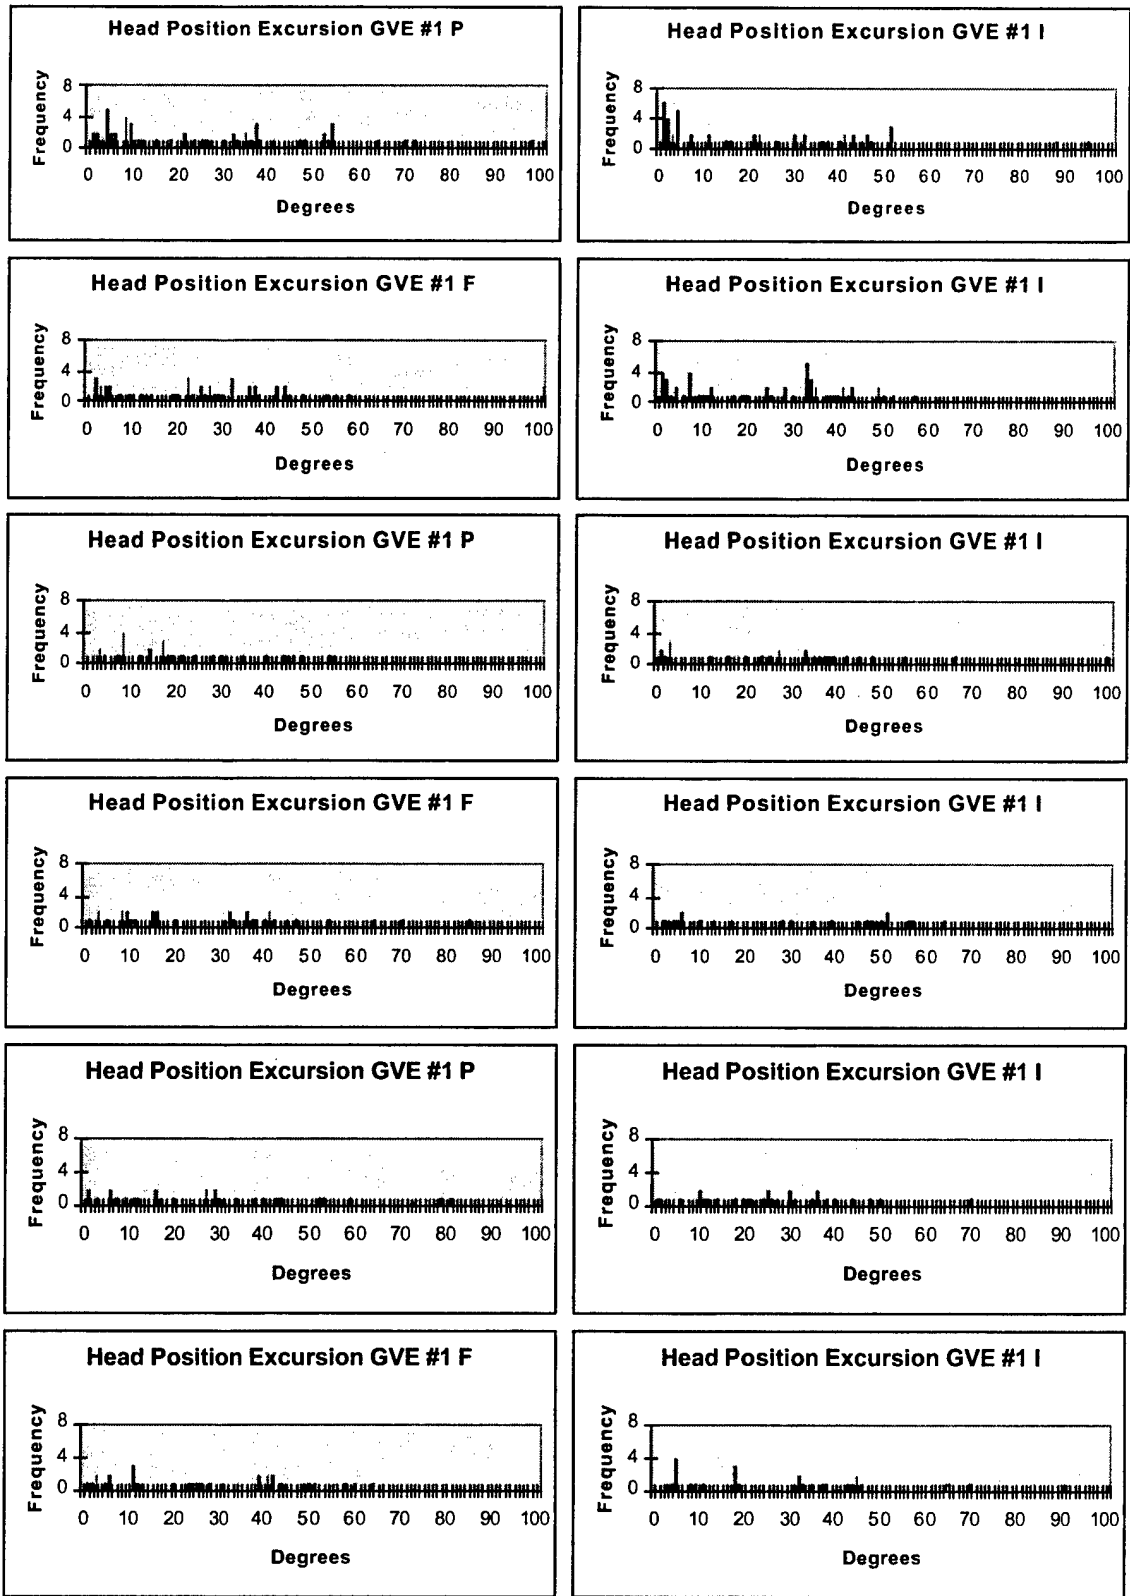 Head Position Excursion GVE #1 P
Frequency
8
4
0
0 10 20 30 40 50 60 70 80 90 100
Degrees
Head Position Excursion GVE #1 I
Frequency
8
4
0
0 10 20 30 40 50 60 70 80 90 100
Degrees
Head Position Excursion GVE #1 F
Frequency
8
4
0
0 10 20 30 40 50 60 70 80 90 100
Degrees
Head Position Excursion GVE #1 I
Frequency
8
4
0
0 10 20 30 40 50 60 70 80 90 100
Degrees
Head Position Excursion GVE #1 P
Frequency
8
4
0
0 10 20 30 40 50 60 70 80 90 100
Degrees
Head Position Excursion GVE #1 I
Frequency
8
4
0
0 10 20 30 40 50 60 70 80 90 100
Degrees
Head Position Excursion GVE #1 F
Frequency
8
4
0
0 10 20 30 40 50 60 70 80 90 100
Degrees
Head Position Excursion GVE #1 I
Frequency
8
4
0
0 10 20 30 40 50 60 70 80 90 100
Degrees
Head Position Excursion GVE #1 P
Frequency
8
4
0
0 10 20 30 40 50 60 70 80 90 100
Degrees
Head Position Excursion GVE #1 I
Frequency
8
4
0
0 10 20 30 40 50 60 70 80 90 100
Degrees
Head Position Excursion GVE #1 F
Frequency
8
4
0
0 10 20 30 40 50 60 70 80 90 100
Degrees
Head Position Excursion GVE #1 I
Frequency
8
4
0
0 10 20 30 40 50 60 70 80 90 100
Degrees